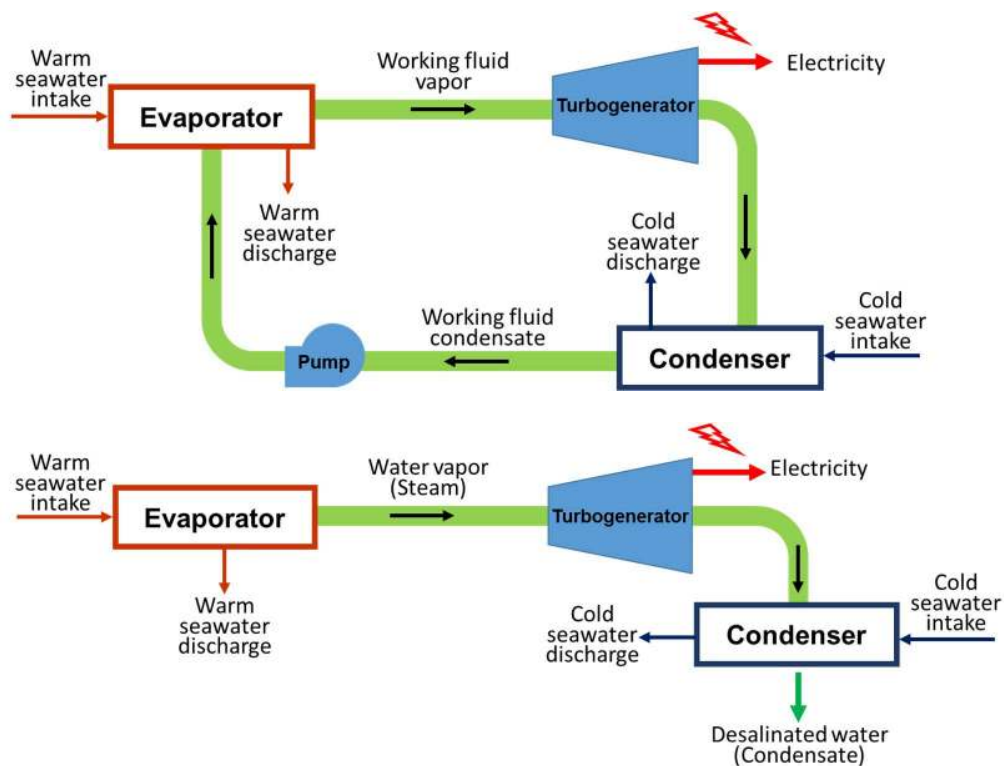 Warm
seawater
intake
Evaporator
Working fluid
vapor
Turbogenerator
Electricity
Warm
seawater
discharge
Cold
seawater
discharge
Cold
seawater
intake
Condenser
Working fluid
condensate
Pump
Warm
seawater
intake
Evaporator
Water vapor
(Steam)
Turbogenerator
Electricity
Warm
seawater
discharge
Cold
seawater
discharge
Condenser
Cold
seawater
intake
Desalinated water
(Condensate)